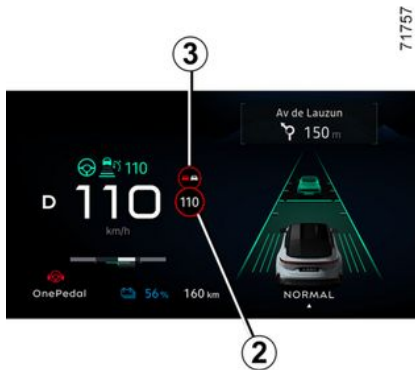 71757
3
Av de Lauzun
150 m
110
D 110 110
km/h
OnePedal 56% 160 km NORMAL
2